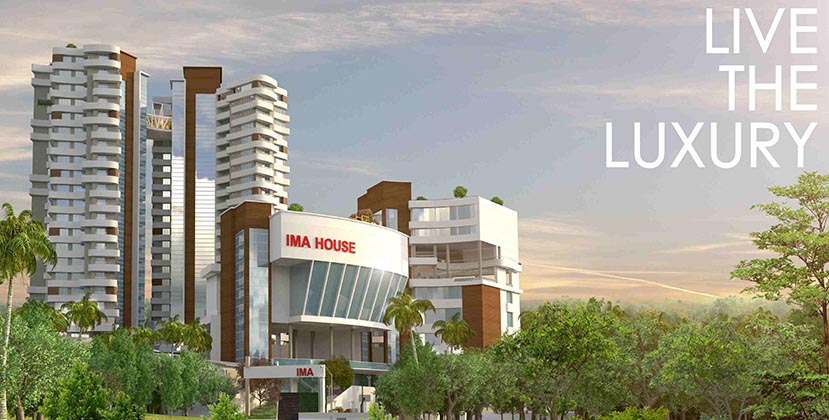 LIVE
THE
LUXURY
IMA HOUSE
IMA